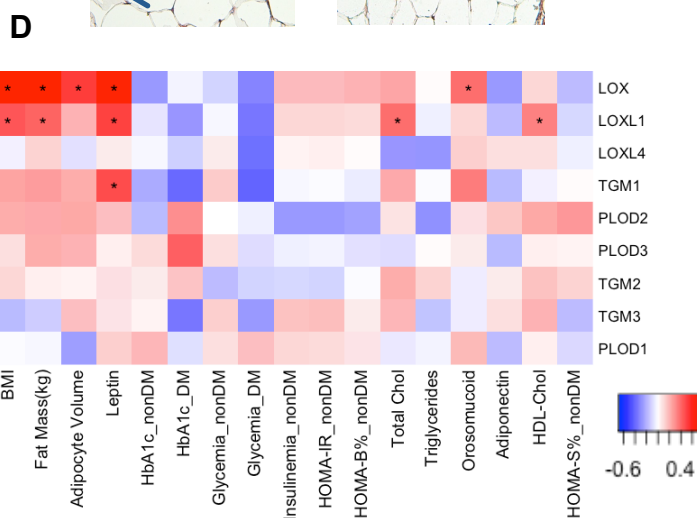 D
* * * * * LOX
* * * * * LOXL1
LOXL4
* TGM1
PLOD2
PLOD3
TGM2
TGM3
PLOD1
BMI
Fat Mass(kg)
Adipocyte Volume
Leptin
HbA1c_nonDM
HbA1c_DM
Glycemia_nonDM
Glycemia_DM
Insulinemia_nonDM
HOMA-IR_nonDM
HOMA-B%_nonDM
Total Chol
Triglycerides
Orosomucoid
Adiponectin
HDL-Chol
HOMA-S%_nonDM
-0.6 0.4